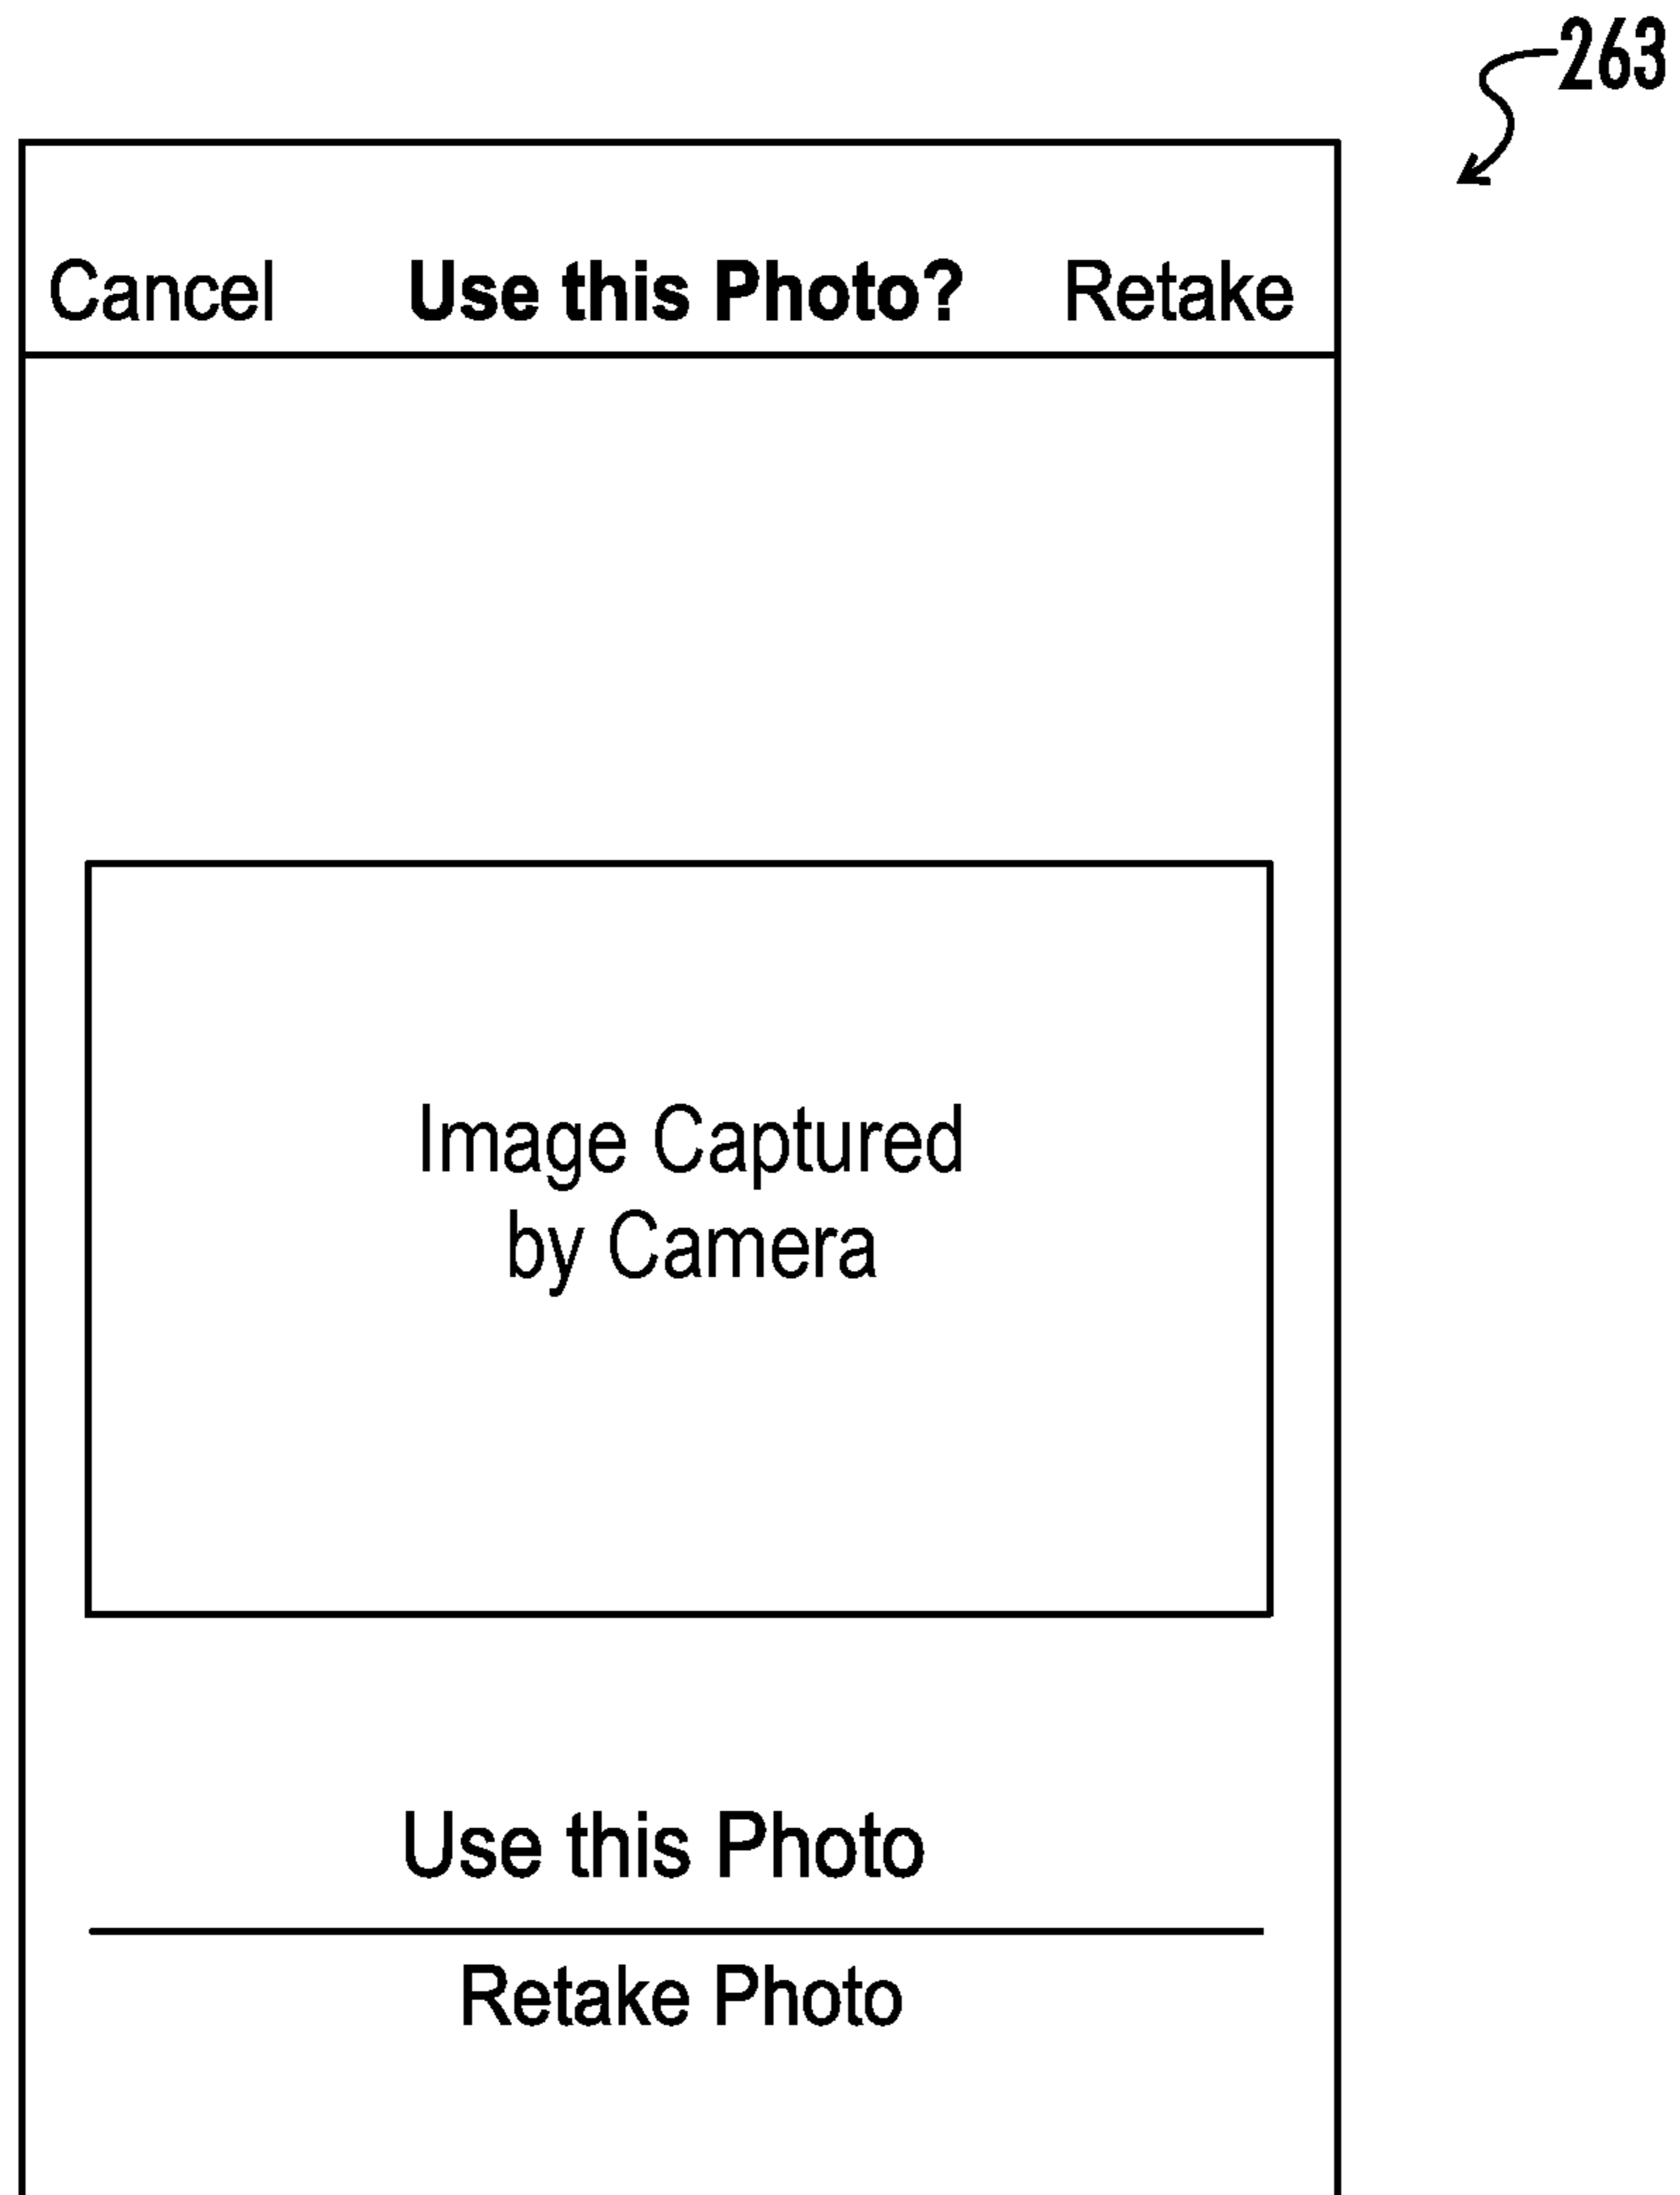 263
Cancel Use this Photo? Retake
Image Captured
by Camera
Use this Photo
Retake Photo